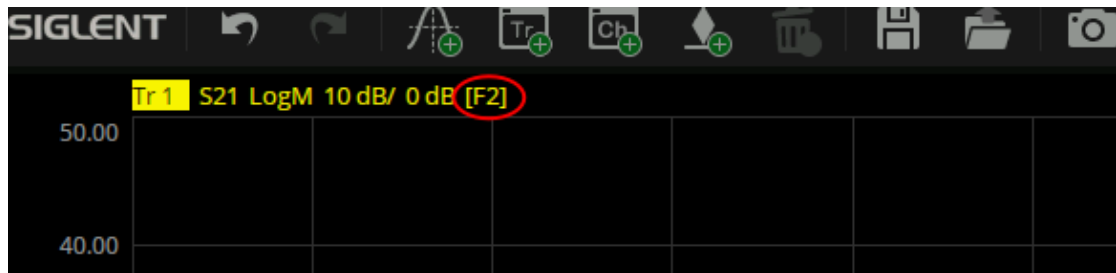 SIGLENT Tr Ch
Tr 1 S21 LogM 10 dB/ 0 dB [F2]
50.00
40.00